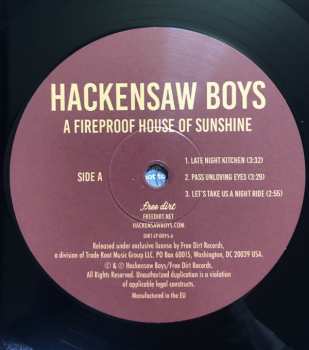 HACKENSAW BOYS
A FIREPROOF HOUSE OF SUNSHINE
SIDE A
1. LATE NIGHT KITCHEN (3:32)
2. PASS UNLOVING EYES (3:29)
3. LET'S TAKE US A NIGHT RIDE (2:55)
free dirt
FREEDIRT.NET
HACKENSAWBOYS.COM
Released under exclusive license by Free Dirt Records,
a division of Trade Root Music Group LLC. PO Box 60015, Washington, DC 20039 USA.
© & ℗ Hackensaw Boys/Free Dirt Records.
All Rights Reserved. Unauthorized duplication is a violation
of applicable legal constructs.
Manufactured in the EU